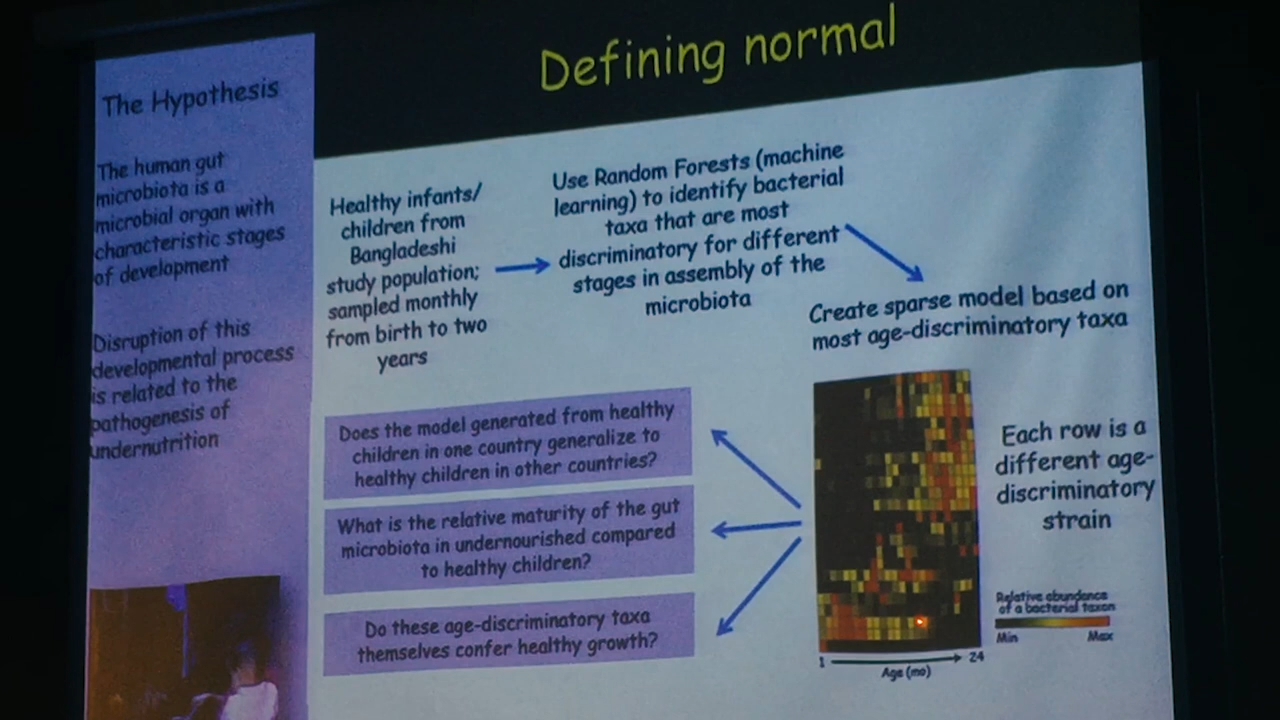 Defining normal
The Hypothesis
The human gut
microbiota is a
microbial organ with
characteristic stages
of development
Disruption of this
developmental process
is related to the
pathogenesis of
undernutrition
Healthy infants/
children from
Bangladeshi
study population;
sampled monthly
from birth to two
years
Use Random Forests (machine
learning) to identify bacterial
taxa that are most
discriminatory for different
stages in assembly of the
microbiota
Create sparse model based on
most age-discriminatory taxa
Each row is a
different age-
discriminatory
strain
Relative abundance
of a bacterial taxon
Min Max
1 24
Age (mo)
Does the model generated from healthy
children in one country generalize to
healthy children in other countries?
What is the relative maturity of the gut
microbiota in undernourished compared
to healthy children?
Do these age-discriminatory taxa
themselves confer healthy growth?